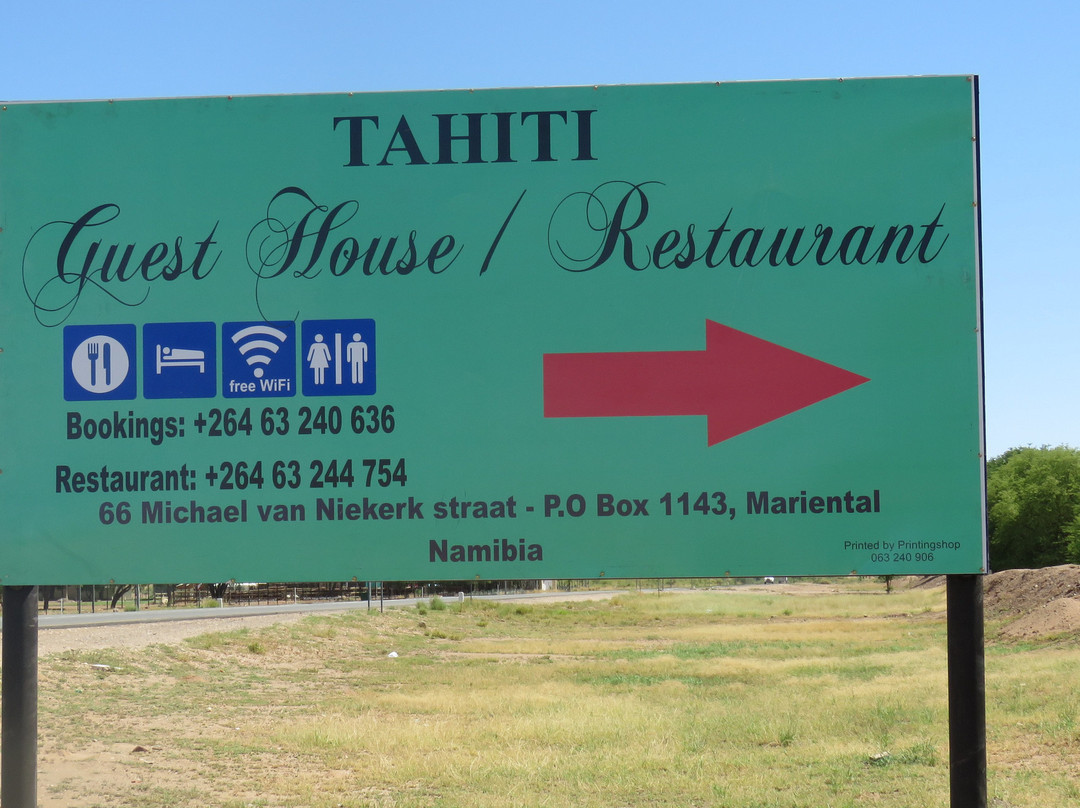 TAHITI
Guest House / Restaurant
free WiFi
Bookings: +264 63 240 636
Restaurant: +264 63 244 754
66 Michael van Niekerk straat - P.O Box 1143, Mariental
Namibia
Printed by Printingshop
063 240 906